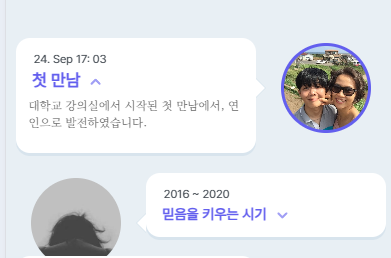 24. Sep 17: 03
첫 만남
대학교 강의실에서 시작된 첫 만남에서, 연
인으로 발전하였습니다.
2016 ~ 2020
믿음을 키우는 시기